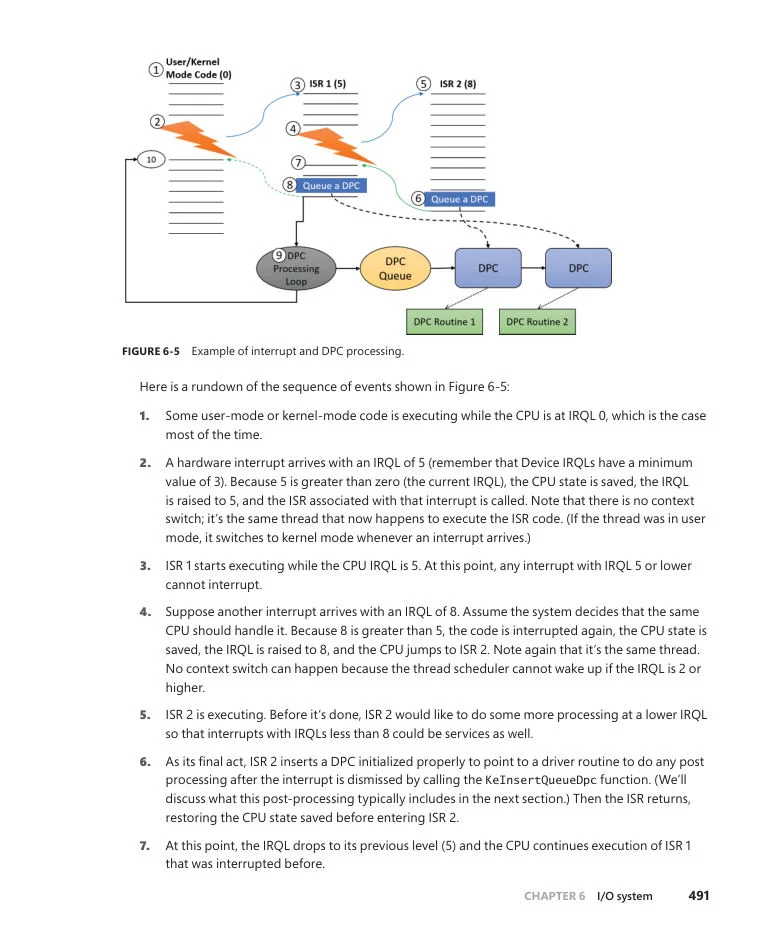 1 User/Kernel
Mode Code (0)
3 ISR 1 (5)
5 ISR 2 (8)
2
4
10
7
8 Queue a DPC
6 Queue a DPC
9 DPC
Processing
Loop
DPC
Queue
DPC
DPC
DPC Routine 1
DPC Routine 2
FIGURE 6-5 Example of interrupt and DPC processing.
Here is a rundown of the sequence of events shown in Figure 6-5:
1. Some user-mode or kernel-mode code is executing while the CPU is at IRQL 0, which is the case
most of the time.
2. A hardware interrupt arrives with an IRQL of 5 (remember that Device IRQLs have a minimum
value of 3). Because 5 is greater than zero (the current IRQL), the CPU state is saved, the IRQL
is raised to 5, and the ISR associated with that interrupt is called. Note that there is no context
switch; it's the same thread that now happens to execute the ISR code. (If the thread was in user
mode, it switches to kernel mode whenever an interrupt arrives.)
3. ISR 1 starts executing while the CPU IRQL is 5. At this point, any interrupt with IRQL 5 or lower
cannot interrupt.
4. Suppose another interrupt arrives with an IRQL of 8. Assume the system decides that the same
CPU should handle it. Because 8 is greater than 5, the code is interrupted again, the CPU state is
saved, the IRQL is raised to 8, and the CPU jumps to ISR 2. Note again that it's the same thread.
No context switch can happen because the thread scheduler cannot wake up if the IRQL is 2 or
higher.
5. ISR 2 is executing. Before it's done, ISR 2 would like to do some more processing at a lower IRQL
so that interrupts with IRQLs less than 8 could be services as well.
6. As its final act, ISR 2 inserts a DPC initialized properly to point to a driver routine to do any post
processing after the interrupt is dismissed by calling the KeInsertQueueDpc function. (We'll
discuss what this post-processing typically includes in the next section.) Then the ISR returns,
restoring the CPU state saved before entering ISR 2.
7. At this point, the IRQL drops to its previous level (5) and the CPU continues execution of ISR 1
that was interrupted before.
CHAPTER 6 I/O system 491